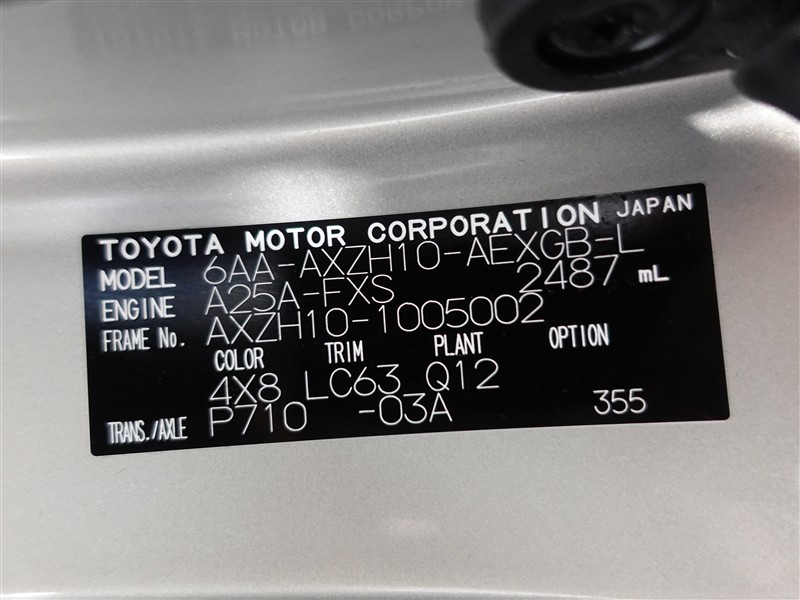 TOYOTA MOTOR CORPORATION JAPAN
MODEL 6AA-AXZH10-AEXGB-L
ENGINE A25A-FXS 2487 mL
FRAME No. AXZH10-1005002
COLOR TRIM PLANT OPTION
4X8 LC63 Q12
TRANS./AXLE P710 -03A 355